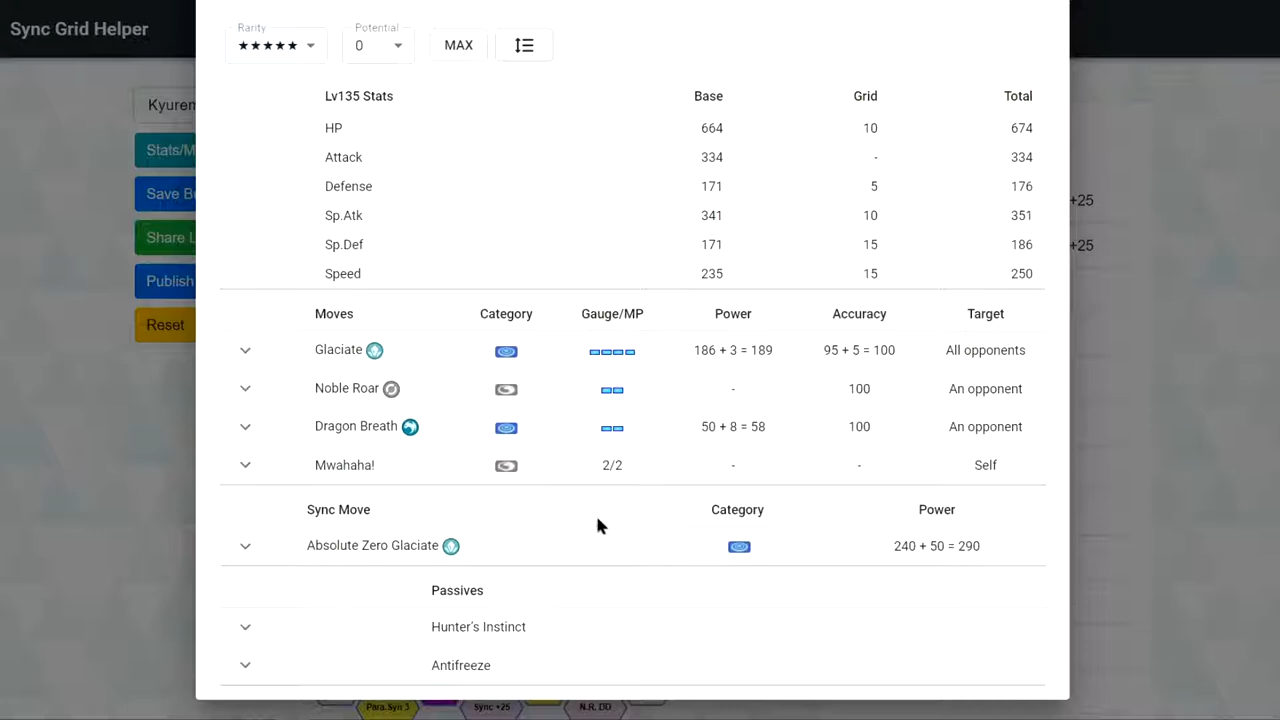 Sync Grid Helper
Rarity
★★★★★
Potential
0
MAX
Kyurem
Stats/M
Save B
Share L
Publish
Reset
+25
+25
Lv135 Stats Base Grid Total
HP 664 10 674
Attack 334 - 334
Defense 171 5 176
Sp.Atk 341 10 351
Sp.Def 171 15 186
Speed 235 15 250
Moves Category Gauge/MP Power Accuracy Target
Glaciate 186 + 3 = 189 95 + 5 = 100 All opponents
Noble Roar - 100 An opponent
Dragon Breath 50 + 8 = 58 100 An opponent
Mwahaha! 2/2 - - Self
Sync Move Category Power
Absolute Zero Glaciate 240 + 50 = 290
Passives
Hunter's Instinct
Antifreeze
Para.Syn 3
Sync +25
N.R. DD